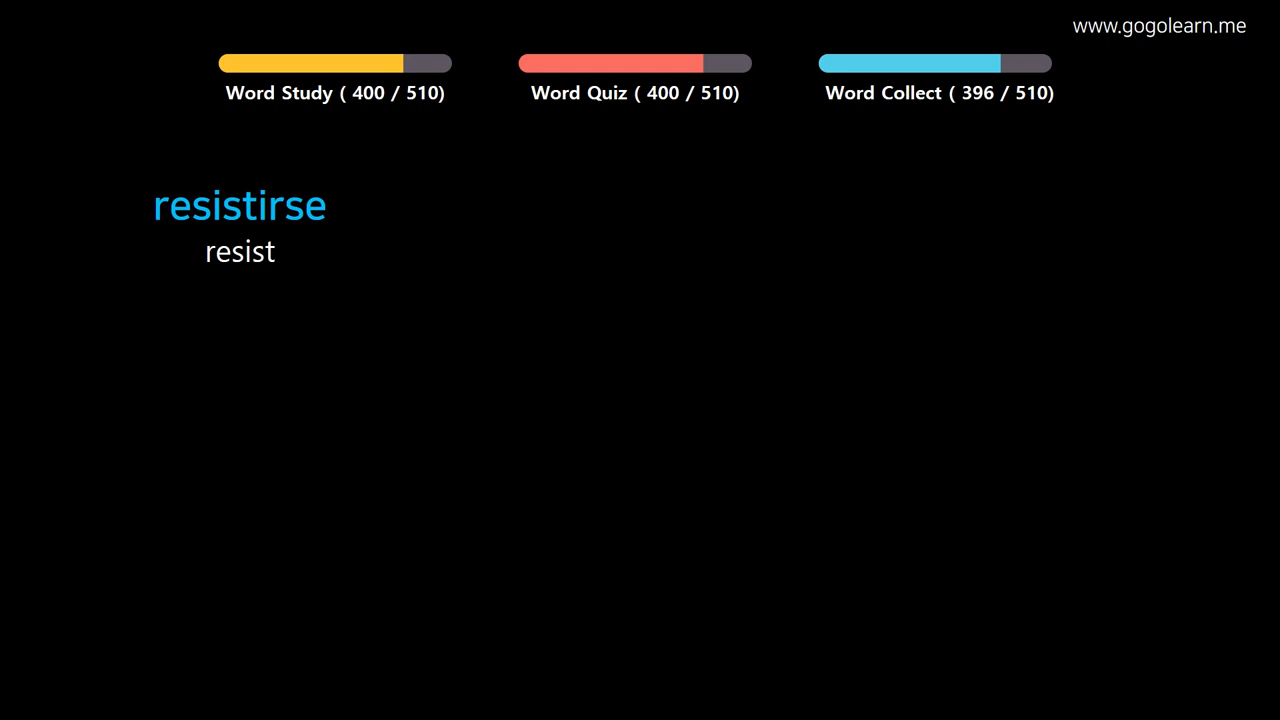 www.gogolearn.me
Word Study ( 400 / 510)
Word Quiz ( 400 / 510)
Word Collect ( 396 / 510)
resistirse
resist